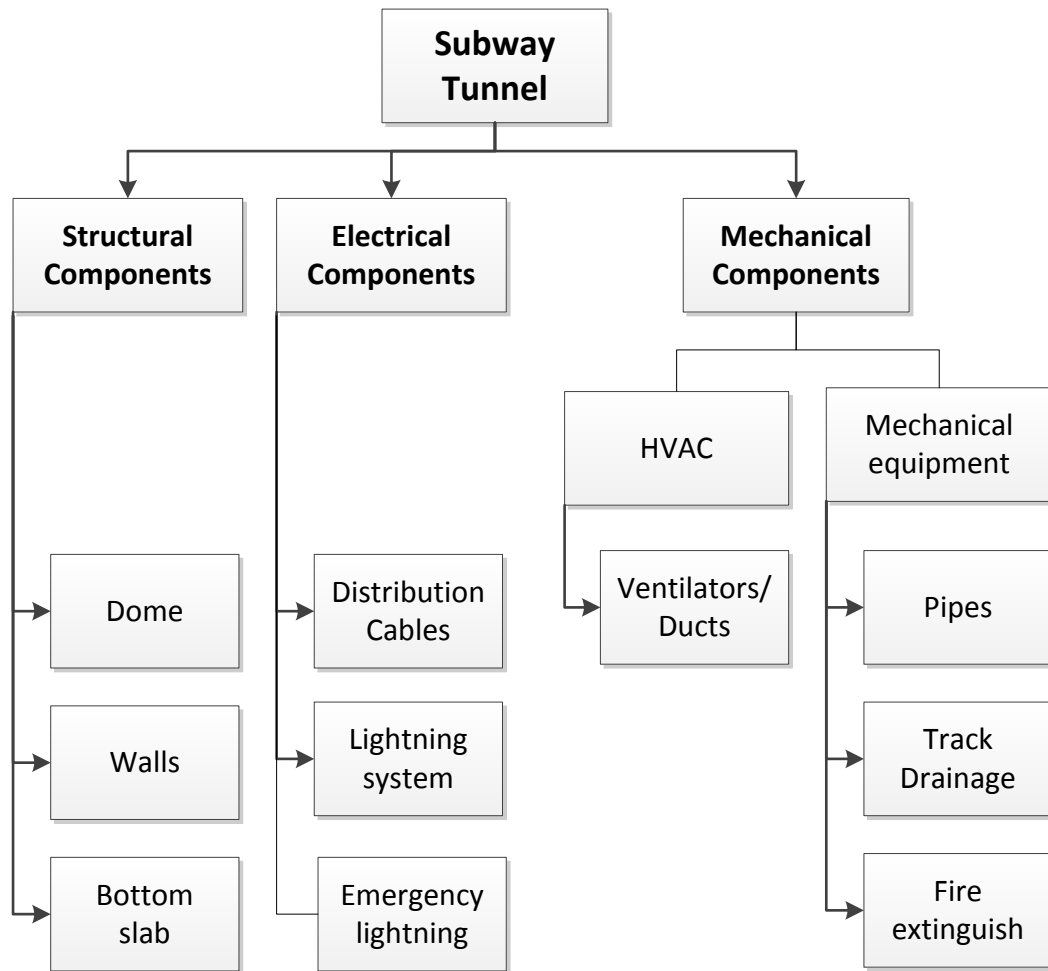 Subway
Tunnel
Structural
Components
Electrical
Components
Mechanical
Components
HVAC
Mechanical
equipment
Dome
Distribution
Cables
Ventilators/
Ducts
Pipes
Walls
Lightning
system
Track
Drainage
Bottom
slab
Emergency
lightning
Fire
extinguish